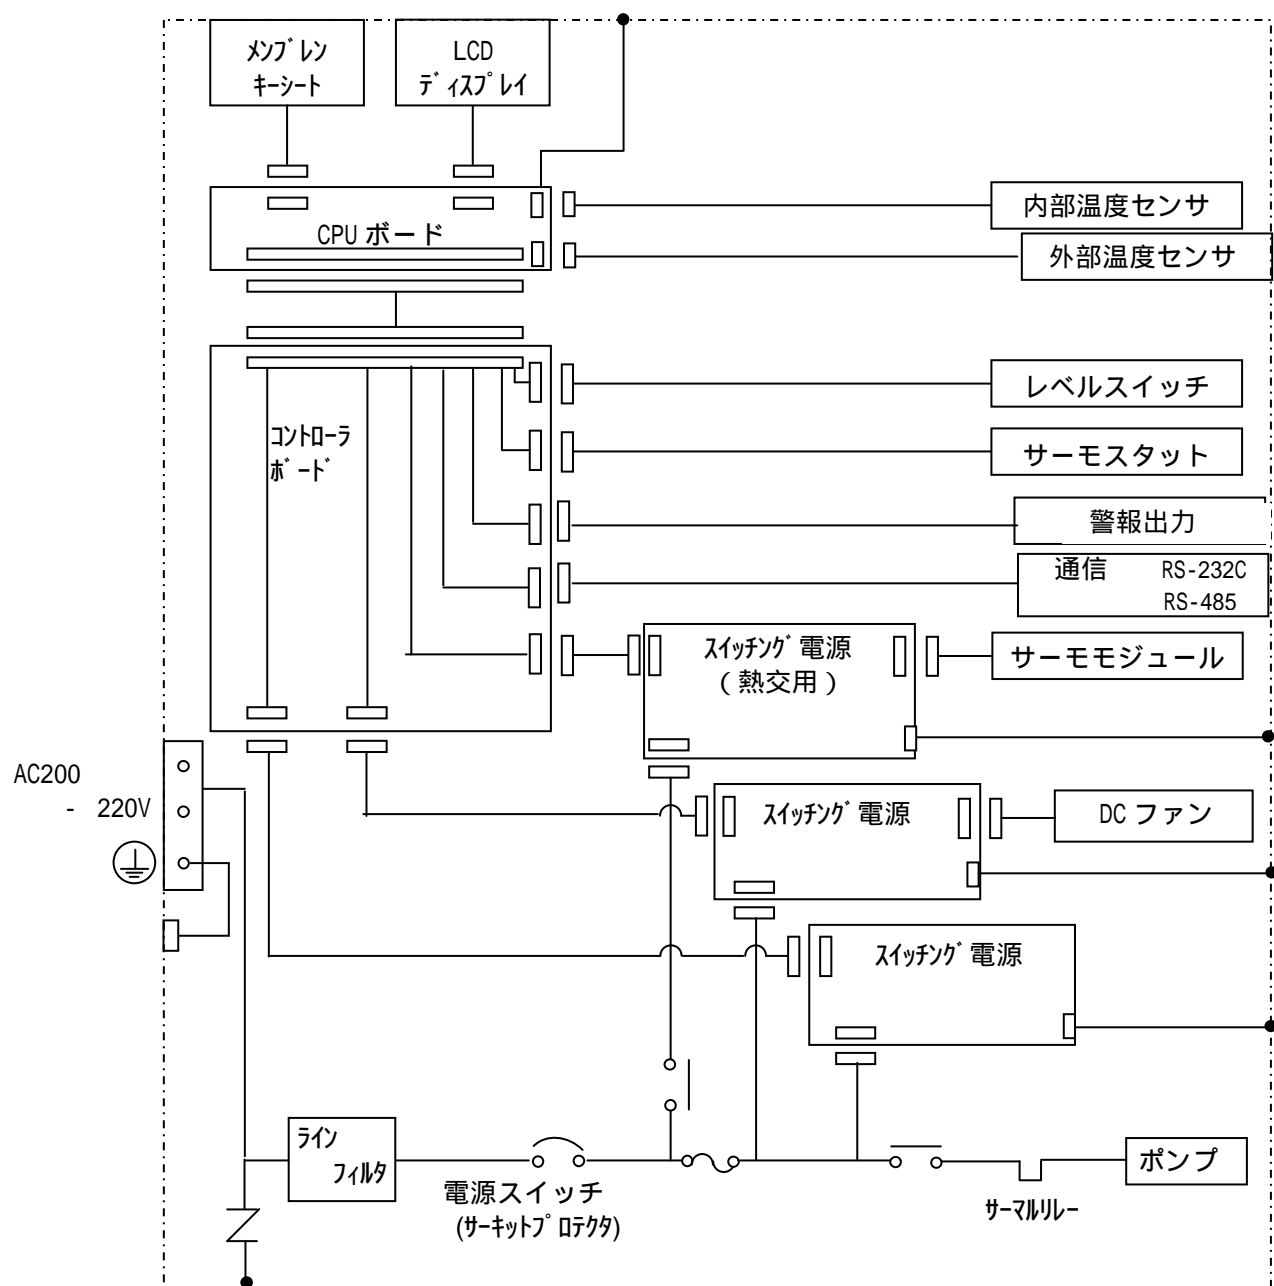 ﾒﾝﾌﾞﾚﾝ
ｷｰｼｰﾄ
LCD
ﾃﾞｨｽﾌﾟﾚｲ
CPU ボード
内部温度センサ
外部温度センサ
レベルスイッチ
ｺﾝﾄﾛｰﾗ
ﾎﾞｰﾄﾞ
サーモスタット
警報出力
通信 RS-232C
RS-485
ｽｲｯﾁﾝｸﾞ電源
(熱交用)
サーモモジュール
AC200
- 220V
ｽｲｯﾁﾝｸﾞ電源
DC ファン
ｽｲｯﾁﾝｸﾞ電源
ﾗｲﾝ
ﾌｨﾙﾀ
電源スイッチ
(ｻｰｷｯﾄﾌﾟﾛﾃｸﾀ)
ポンプ
ｻｰﾏﾙﾘﾚｰ